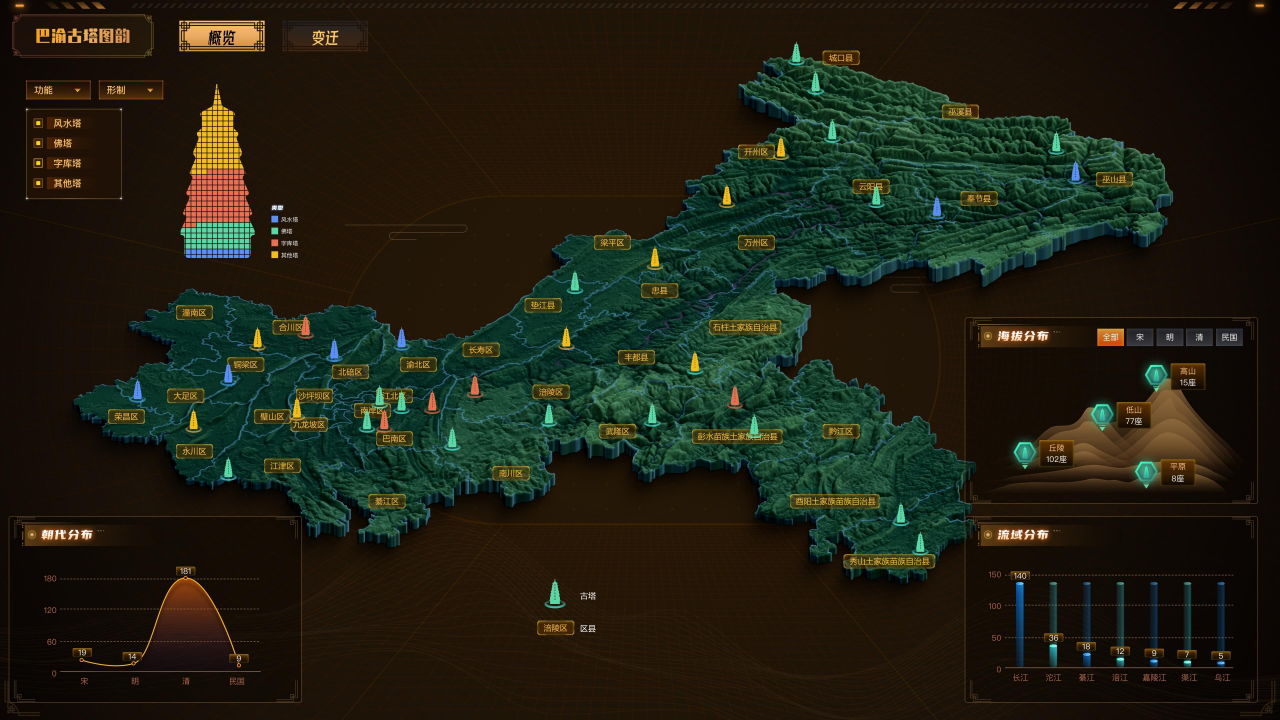 巴渝古塔图韵
概览
变迁
功能
形制
风水塔
佛塔
字库塔
其他塔
类型
风水塔
佛塔
字库塔
其他塔
城口县
巫溪县
开州区
云阳县
巫山县
奉节县
梁平区
万州区
忠县
垫江县
石柱土家族自治县
潼南区
合川区
长寿区
丰都县
铜梁区
北碚区
渝北区
大足区
沙坪坝区
江北区
涪陵区
荣昌区
璧山区
九龙坡区
南岸区
巴南区
武隆区
彭水苗族土家族自治县
黔江区
永川区
江津区
南川区
綦江区
酉阳土家族苗族自治县
秀山土家族苗族自治县
古塔
涪陵区
区县
朝代分布
180
120
60
0
19
14
181
9
宋
明
清
民国
海拔分布
全部
宋
明
清
民国
高山
15座
低山
77座
丘陵
102座
平原
8座
流域分布
150
100
50
0
140
36
18
12
9
7
5
长江
沱江
綦江
涪江
嘉陵江
渠江
乌江